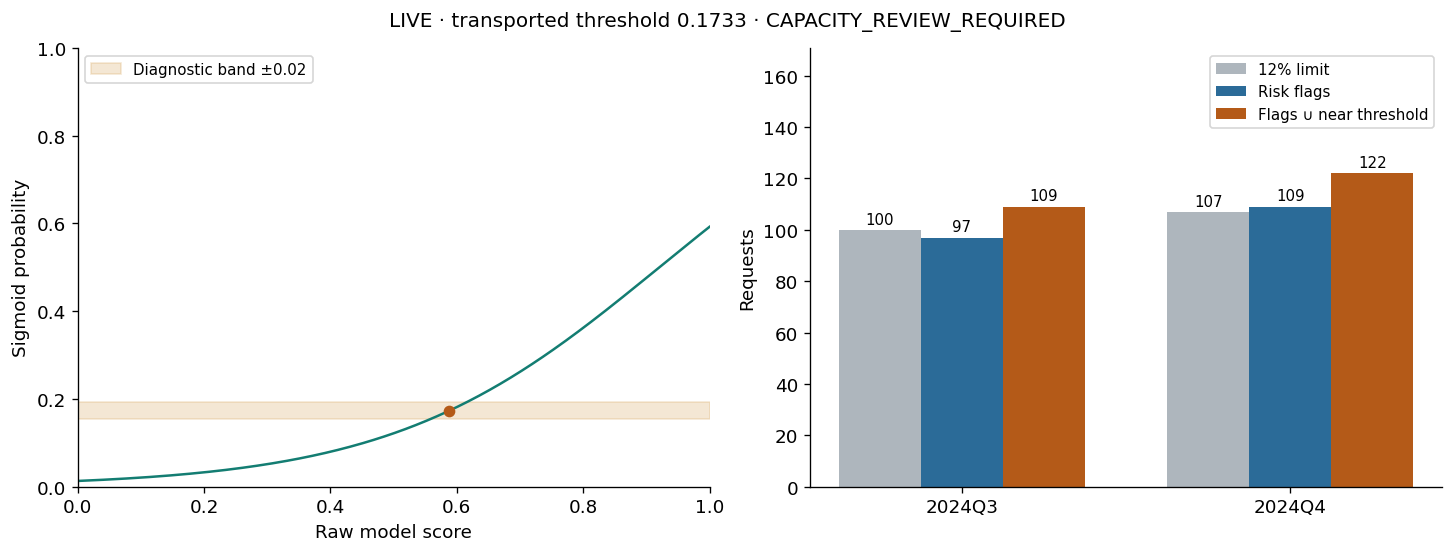 LIVE · transported threshold 0.1733 · CAPACITY_REVIEW_REQUIRED
Diagnostic band ±0.02
1.0
0.8
0.6
0.4
0.2
0.0
Sigmoid probability
0.0 0.2 0.4 0.6 0.8 1.0
Raw model score
12% limit
Risk flags
Flags ∪ near threshold
160
140
120
100
80
60
40
20
0
Requests
100 97 109
107 109 122
2024Q3 2024Q4